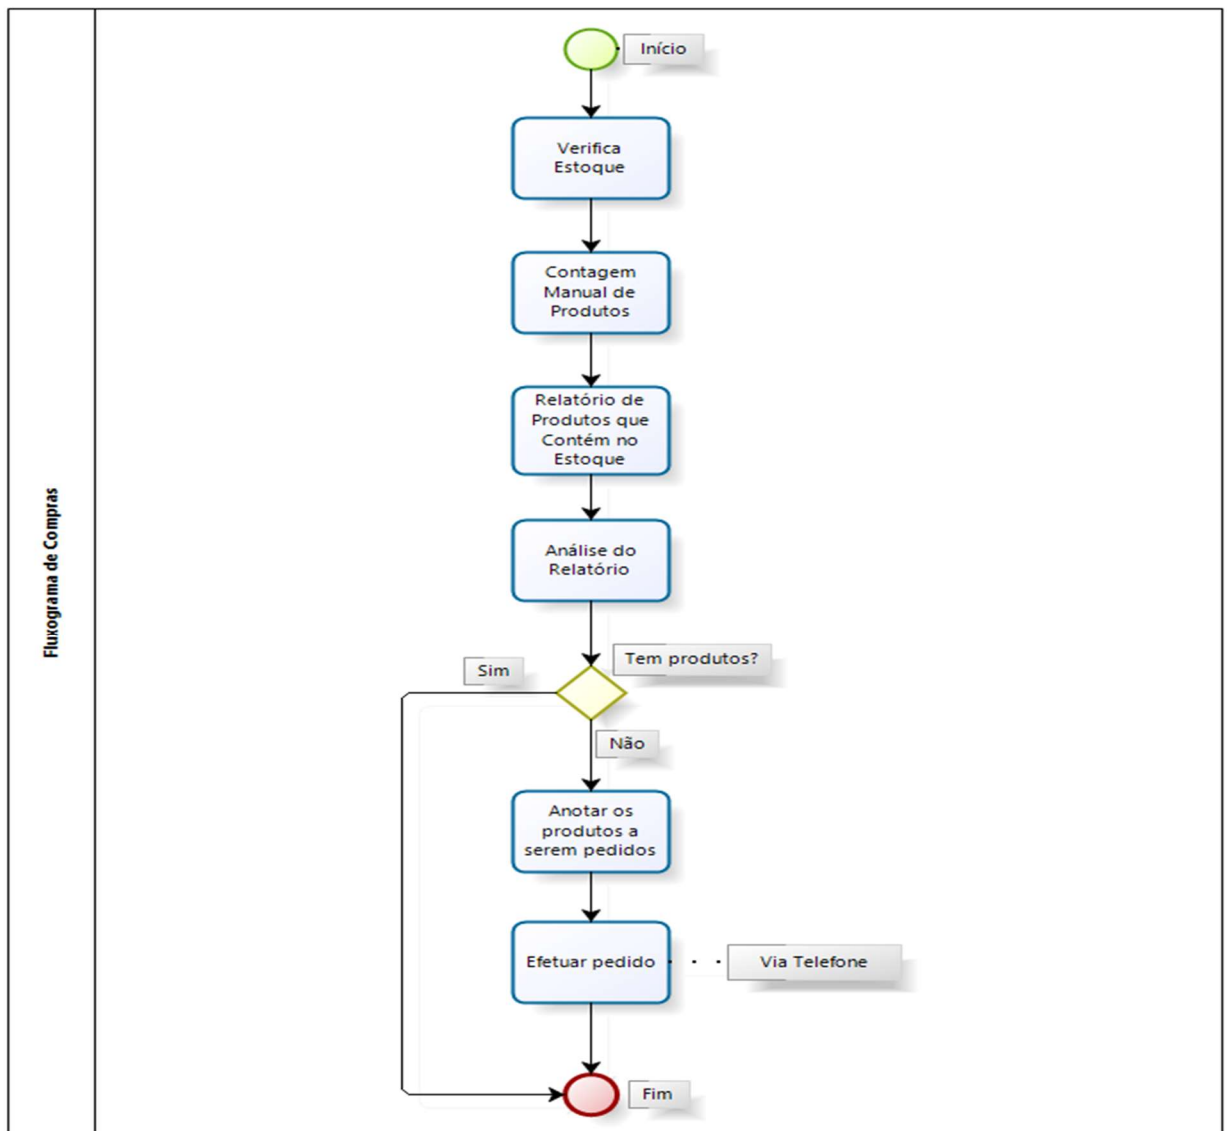 Fluxograma de Compras
Início
Verifica
Estoque
Contagem
Manual de
Produtos
Relatório de
Produtos que
Contém no
Estoque
Análise do
Relatório
Tem produtos?
Sim
Não
Anotar os
produtos a
serem pedidos
Efetuar pedido
Via Telefone
Fim